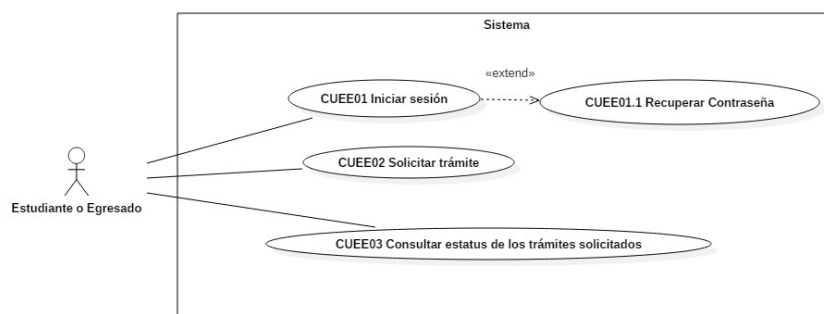 Sistema
«extend»
CUEE01 Iniciar sesión
CUEE01.1 Recuperar Contraseña
CUEE02 Solicitar trámite
Estudiante o Egresado
CUEE03 Consultar estatus de los trámites solicitados